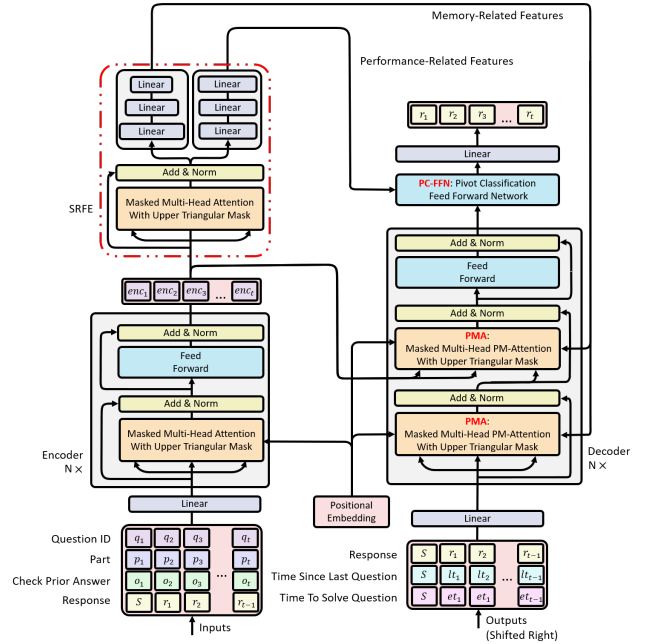 Memory-Related Features
Performance-Related Features
Linear
Linear
Linear
Linear
Linear
Linear
Add & Norm
Masked Multi-Head Attention
With Upper Triangular Mask
SRFE
enc₁ enc₂ enc₃ ... encₜ
Add & Norm
Feed
Forward
Add & Norm
Masked Multi-Head Attention
With Upper Triangular Mask
Encoder
N ×
Linear
Question ID q₁ q₂ q₃ qₜ
Part p₁ p₂ p₃ pₜ
Check Prior Answer o₁ o₂ o₃ ... oₜ
Response S r₁ r₂ rₜ₋₁
Inputs
Positional
Embedding
r₁ r₂ r₃ ... rₜ
Linear
PC-FFN: Pivot Classification
Feed Forward Network
Add & Norm
Feed
Forward
Add & Norm
PMA:
Masked Multi-Head PM-Attention
With Upper Triangular Mask
Add & Norm
PMA:
Masked Multi-Head PM-Attention
With Upper Triangular Mask
Decoder
N ×
Linear
Response S r₁ r₂ rₜ₋₁
Time Since Last Question S lt₁ lt₂ ... ltₜ₋₁
Time To Solve Question S et₁ et₁ etₜ₋₁
Outputs
(Shifted Right)